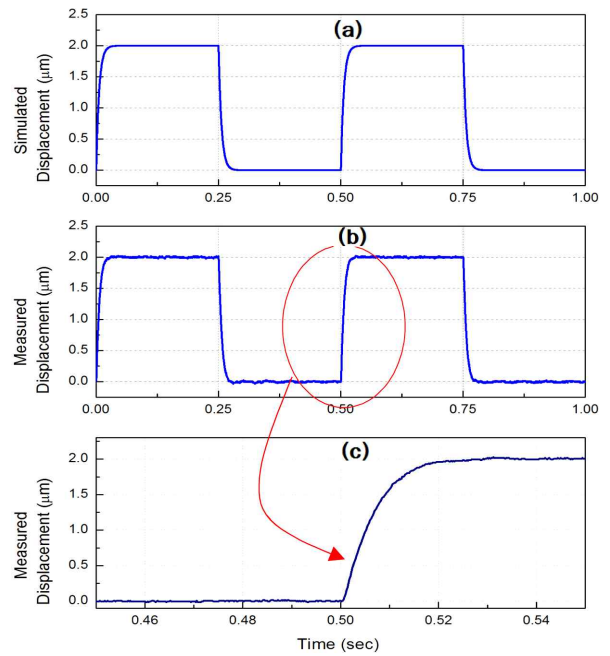 (a)
Simulated
Displacement (μm)
2.5
2.0
1.5
1.0
0.5
0.0
0.00 0.25 0.50 0.75 1.00
(b)
Measured
Displacement (μm)
2.5
2.0
1.5
1.0
0.5
0.0
0.00 0.25 0.50 0.75 1.00
(c)
Measured
Displacement (μm)
2.0
1.5
1.0
0.5
0.0
0.46 0.48 0.50 0.52 0.54
Time (sec)